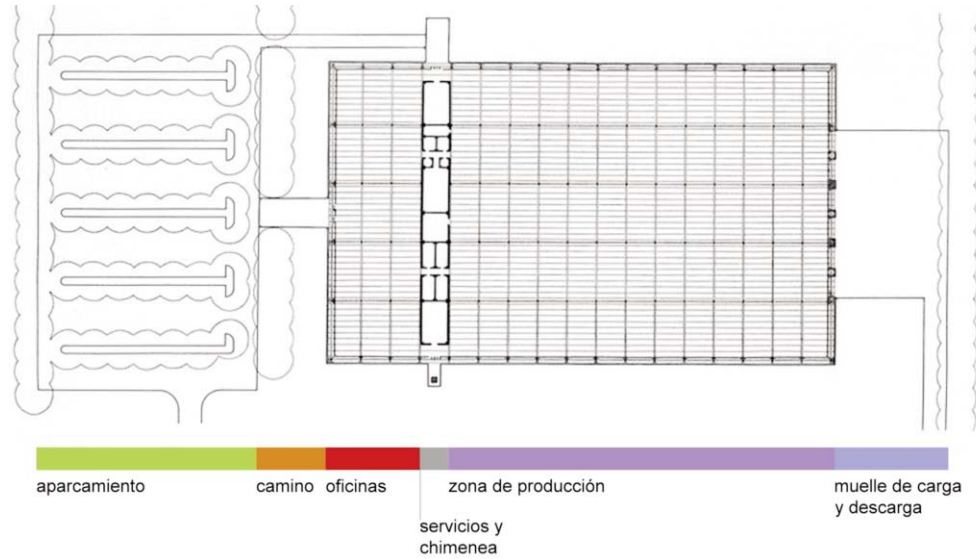 aparcamiento
camino
oficinas
zona de producción
muelle de carga
y descarga
servicios y
chimenea